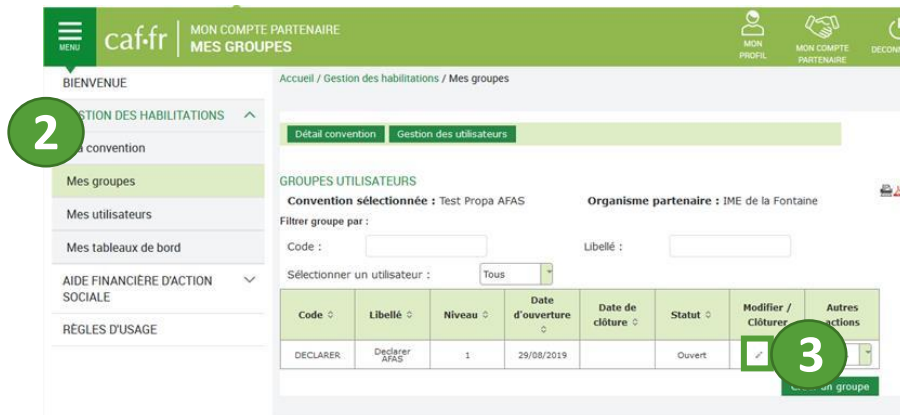 MENU
caf.fr
MON COMPTE PARTENAIRE
MES GROUPES
MON PROFIL
MON COMPTE PARTENAIRE
BIENVENUE
Accueil / Gestion des habilitations / Mes groupes
DES HABILITATIONS
2
convention
Mes groupes
Mes utilisateurs
Mes tableaux de bord
AIDE FINANCIÈRE D'ACTION SOCIALE
RÈGLES D'USAGE
Détail convention
Gestion des utilisateurs
GROUPES UTILISATEURS
Convention sélectionnée : Test Propa AFAS
Organisme partenaire : IME de la Fontaine
Filtrer groupe par :
Code :
Libellé :
Sélectionner un utilisateur :
Tous
Code
Libellé
Niveau
Date d'ouverture
Date de clôture
Statut
Modifier / Clôturer
Autres actions
DECLARER
Declarer AFAS
1
29/08/2019
Ouvert
3
un groupe